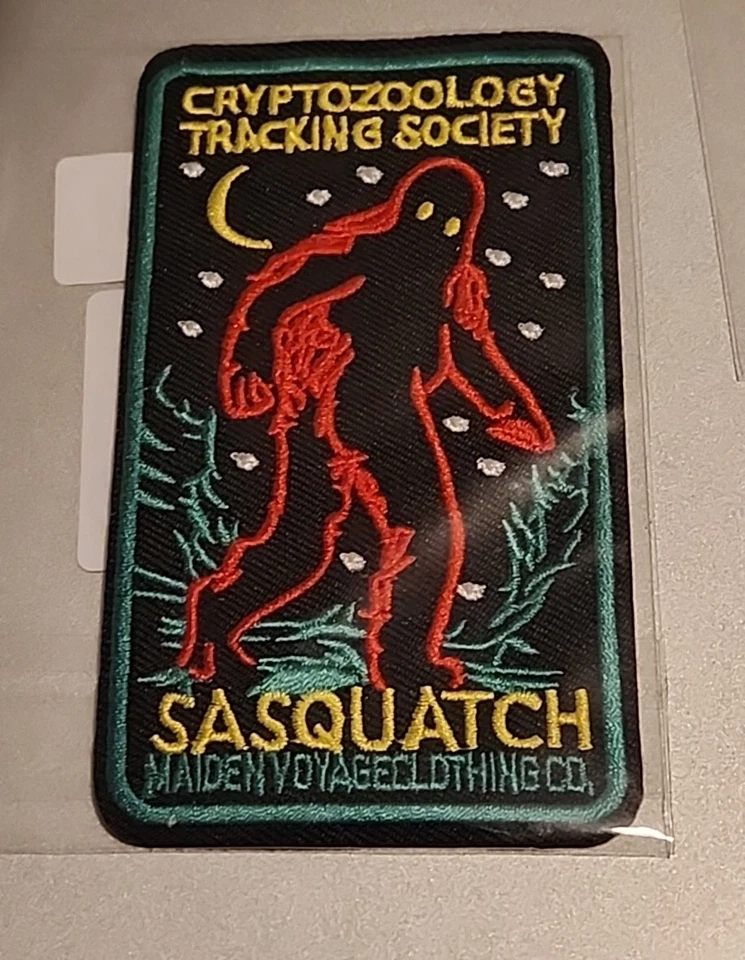 CRYPTOZOOLOGY
TRACKING SOCIETY
SASQUATCH
MAIDEN VOYAGE CLOTHING CO.